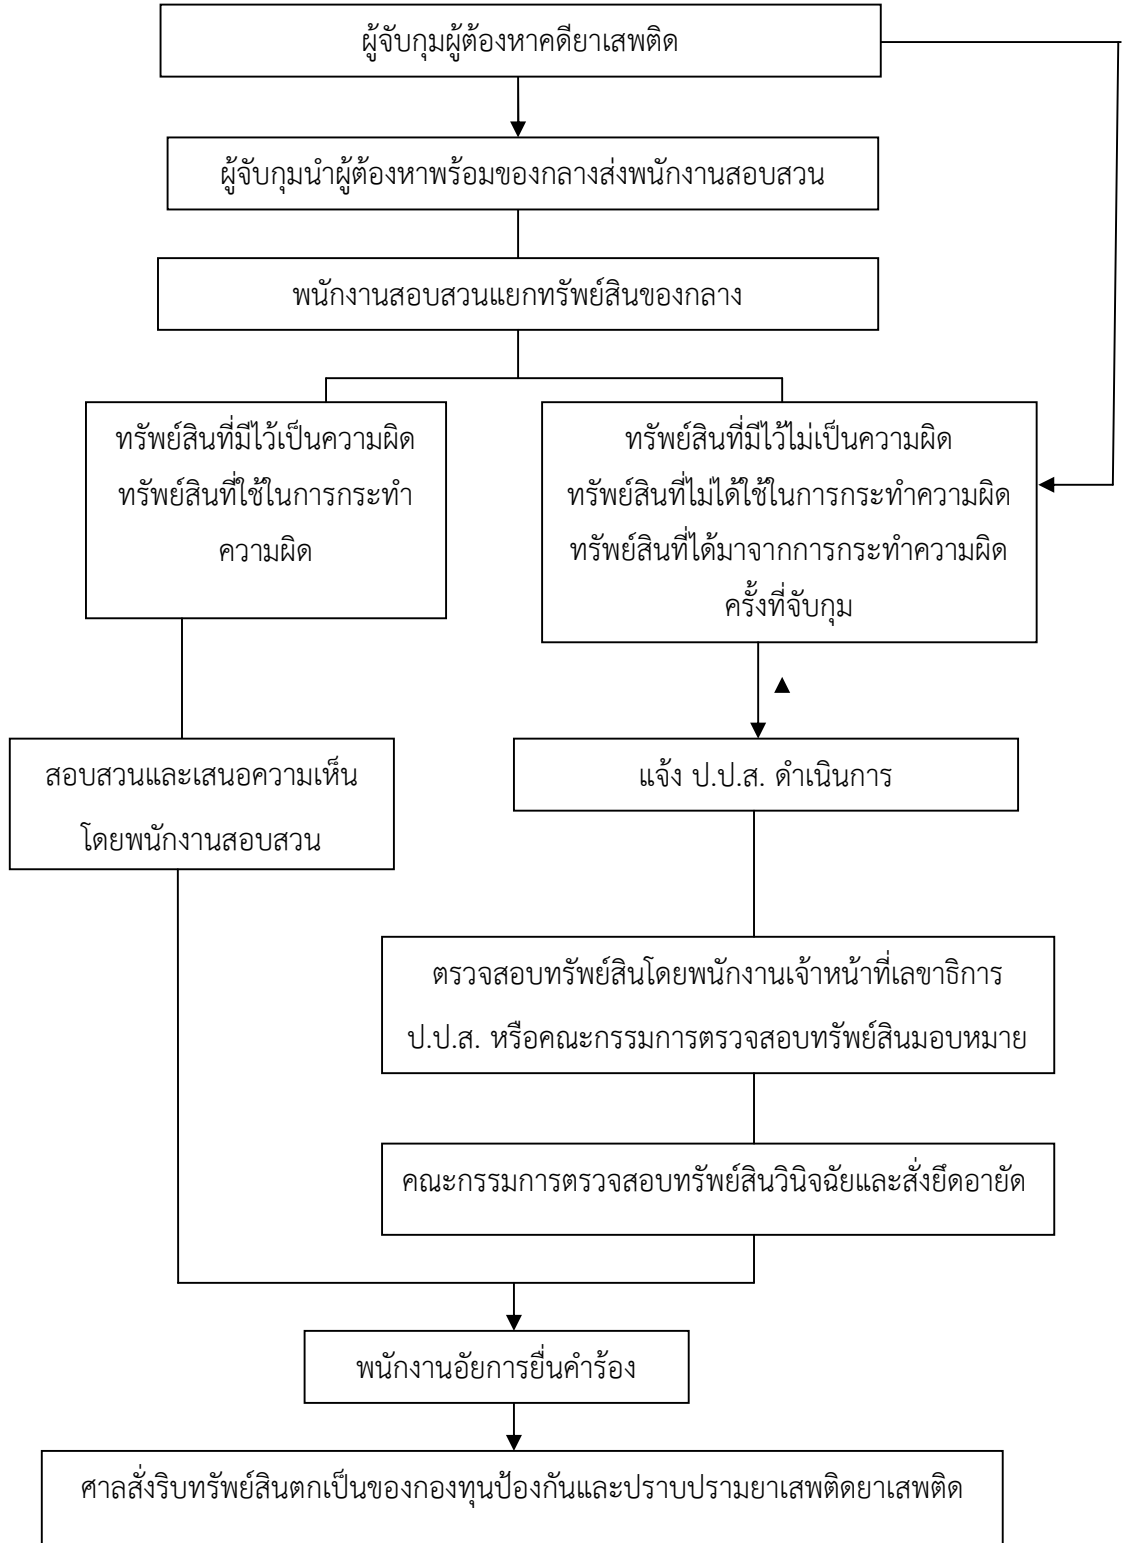 ผู้จับกุมผู้ต้องหาคดียาเสพติด
ผู้จับกุมนำผู้ต้องหาพร้อมของกลางส่งพนักงานสอบสวน
พนักงานสอบสวนแยกทรัพย์สินของกลาง
ทรัพย์สินที่มีไว้เป็นความผิด
ทรัพย์สินที่ใช้ในการกระทำ
ความผิด
ทรัพย์สินที่มีไว้ไม่เป็นความผิด
ทรัพย์สินที่ไม่ได้ใช้ในการกระทำความผิด
ทรัพย์สินที่ได้มาจากการกระทำความผิด
ครั้งที่จับกุม
สอบสวนและเสนอความเห็น
โดยพนักงานสอบสวน
แจ้ง ป.ป.ส. ดำเนินการ
ตรวจสอบทรัพย์สินโดยพนักงานเจ้าหน้าที่เลขาธิการ
ป.ป.ส. หรือคณะกรรมการตรวจสอบทรัพย์สินมอบหมาย
คณะกรรมการตรวจสอบทรัพย์สินวินิจฉัยและสั่งยึดอายัด
พนักงานอัยการยื่นคำร้อง
ศาลสั่งริบทรัพย์สินตกเป็นของกองทุนป้องกันและปราบปรามยาเสพติดยาเสพติด